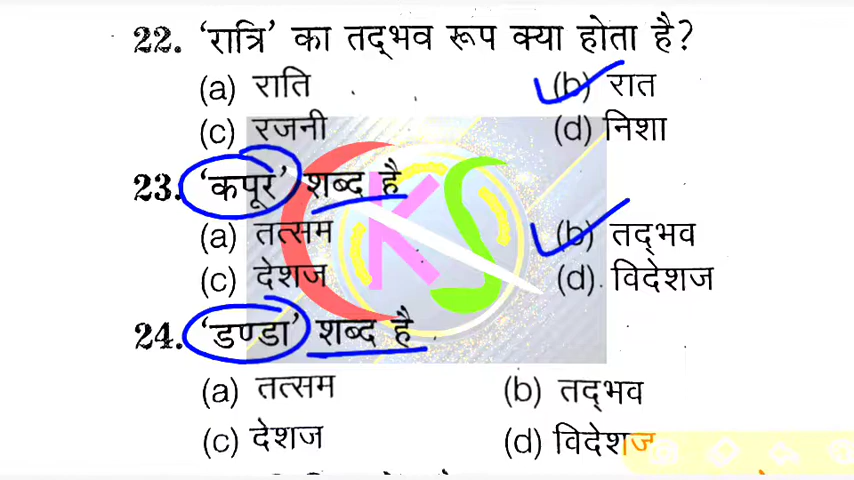 22. ‘रात्रि’ का तद्भव रूप क्या होता है?
(a) राति (b) रात
(c) रजनी (d) निशा
23. ‘कपूर’ शब्द है
(a) तत्सम (b) तद्भव
(c) देशज (d) विदेशज
24. ‘डण्डा’ शब्द है
(a) तत्सम (b) तद्भव
(c) देशज (d) विदेशज
KS